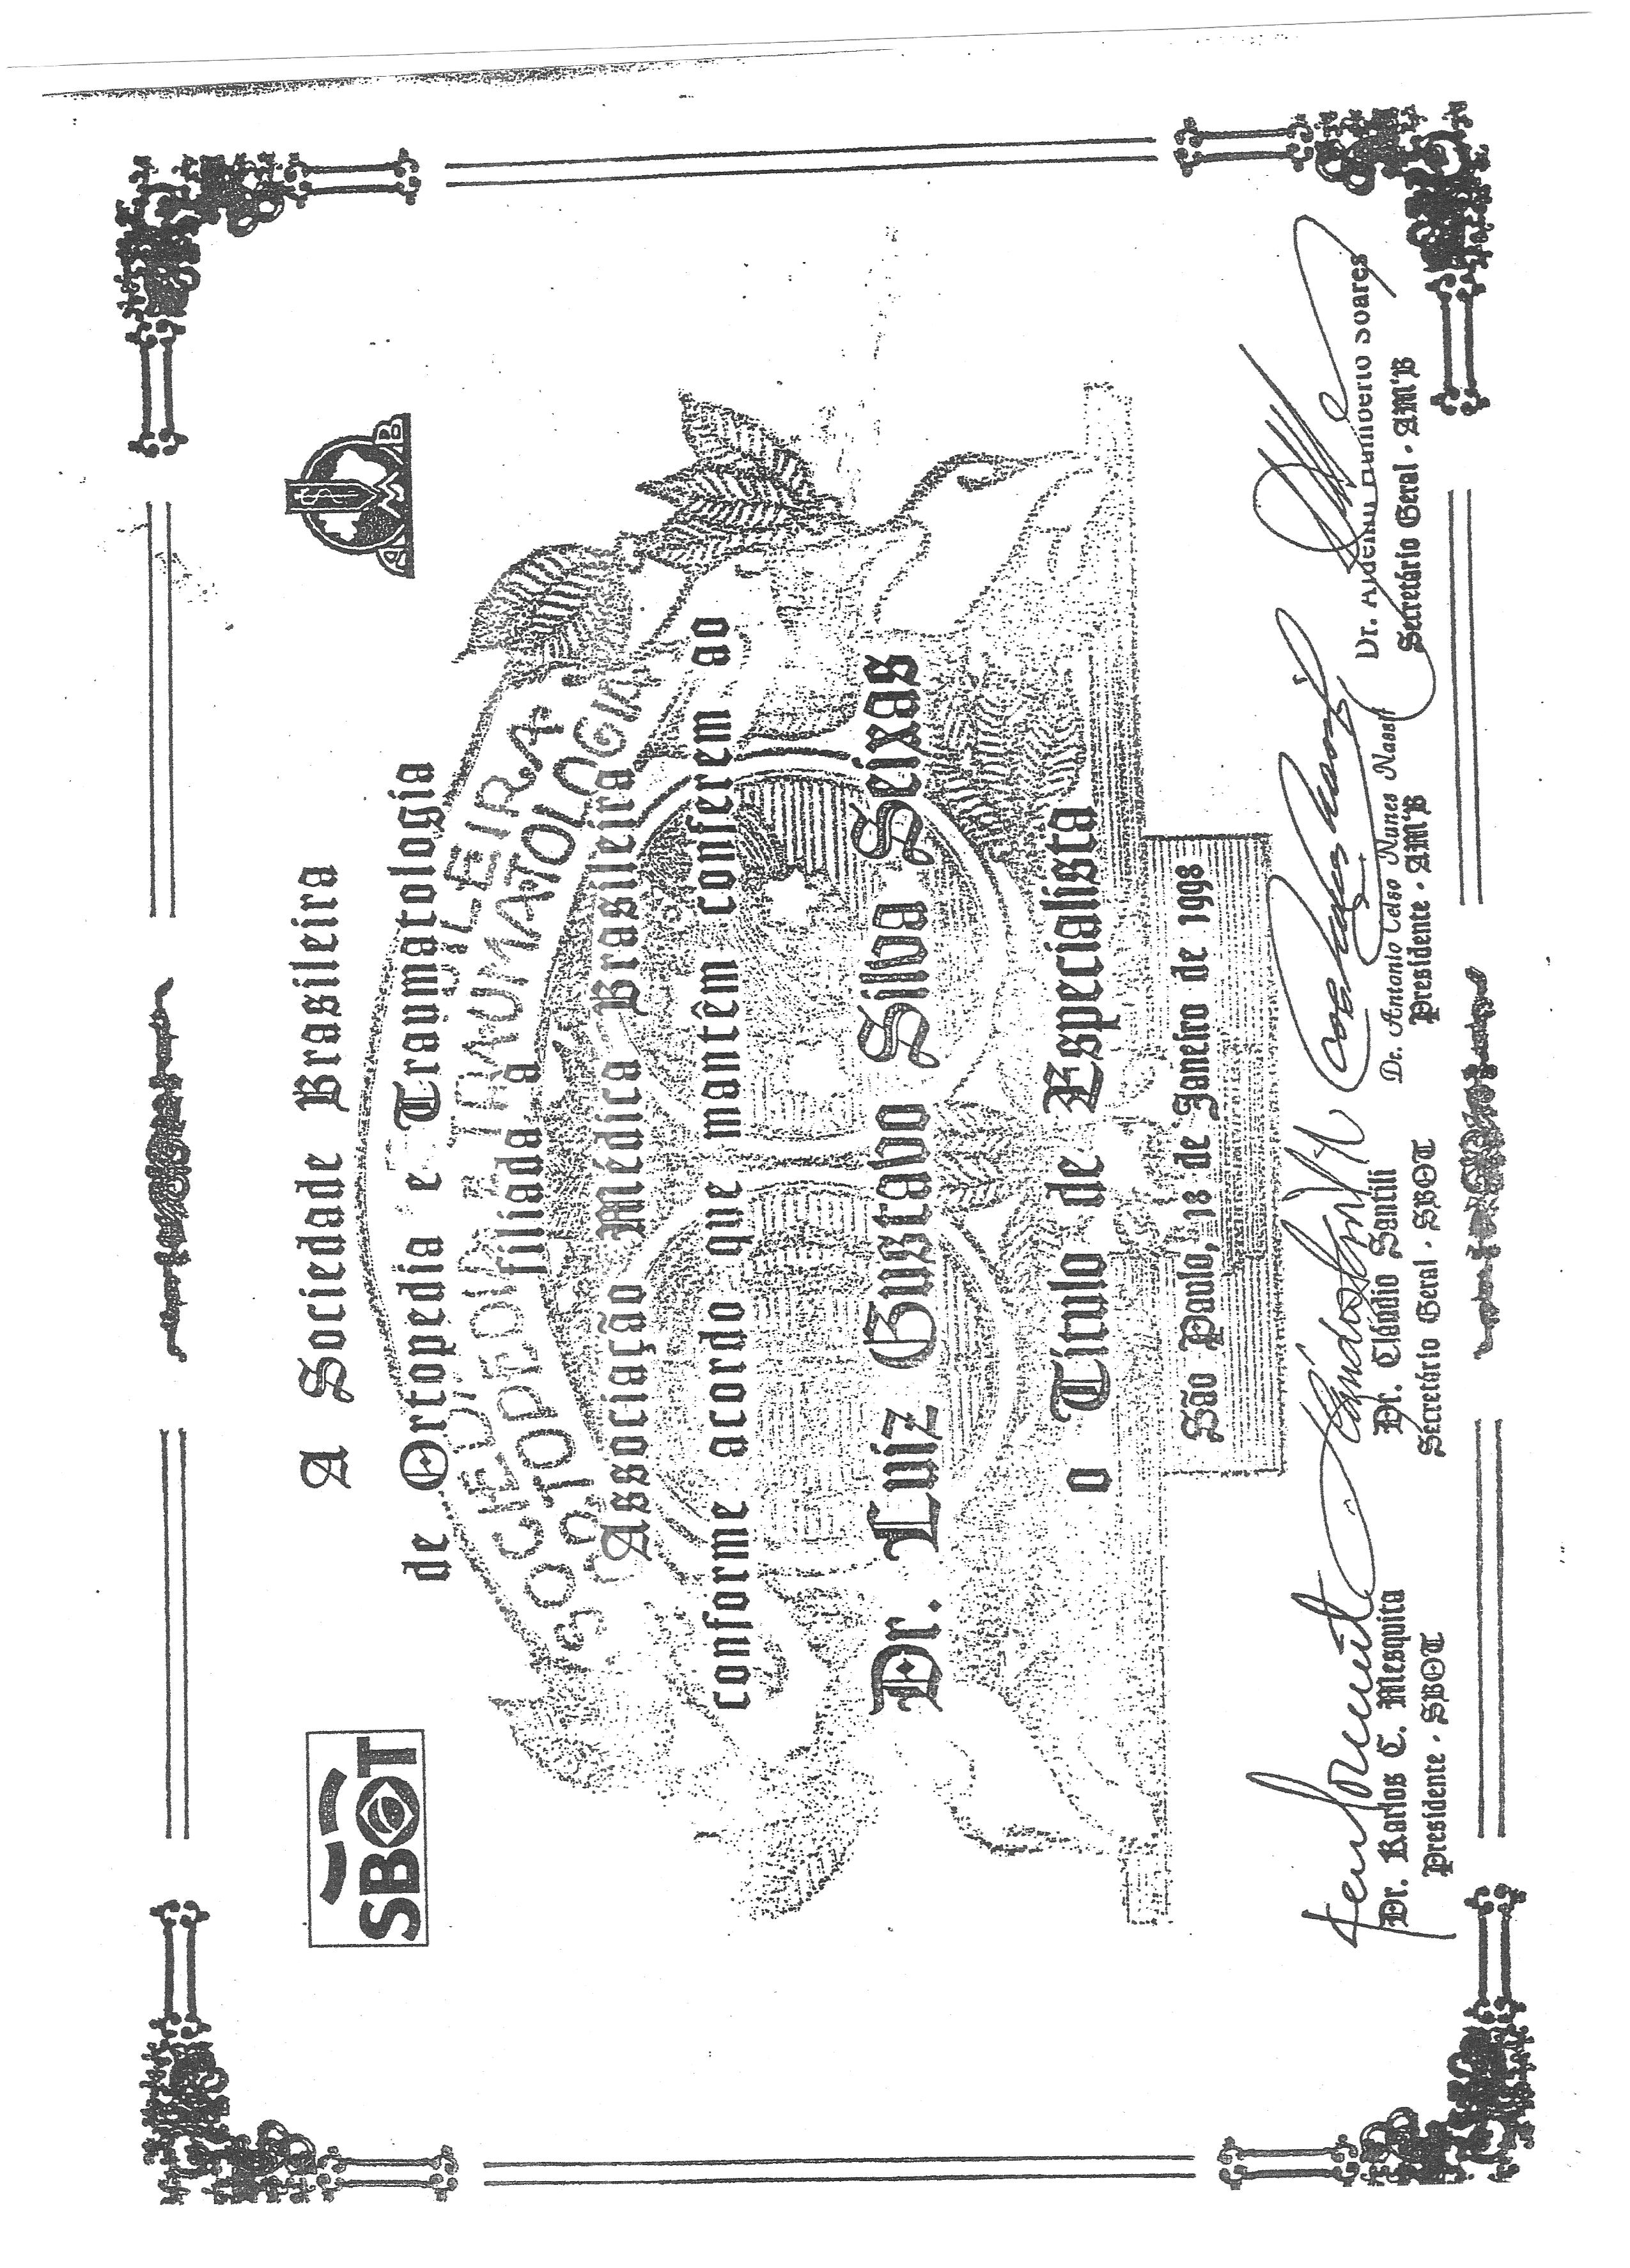 SBOT
AMB
A Sociedade Brasileira
de Ortopedia e Traumatologia
filiada à
Associação Médica Brasileira
conforme acordo que mantêm conferem ao
Dr. Luiz Gustavo Silva Seixas
o Título de Especialista
São Paulo, 18 de Janeiro de 1998
SOCIEDADE BRASILEIRA
ORTOPEDIA TRAUMATOLOGIA
Dr. Karlos C. Mesquita
Presidente - SBOT
Dr. Cláudio Santili
Secretário Geral - SBOT
Dr. Antonio Celso Nunes Nassif
Presidente - AMB
Dr. Aldemir Humberto Soares
Secretário Geral - AMB